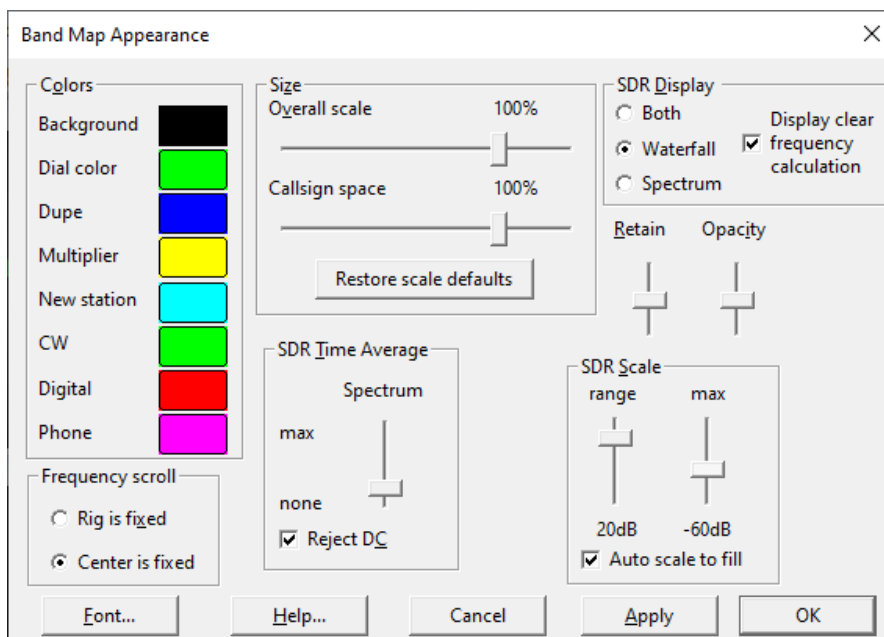 Band Map Appearance
Colors
Background
Dial color
Dupe
Multiplier
New station
CW
Digital
Phone
Frequency scroll
Rig is fixed
Center is fixed
Size
Overall scale 100%
Callsign space 100%
Restore scale defaults
SDR Time Average
Spectrum
max
none
Reject DC
SDR Display
Both
Waterfall
Spectrum
Display clear
frequency
calculation
Retain Opacity
SDR Scale
range max
20dB -60dB
Auto scale to fill
Font... Help... Cancel Apply OK